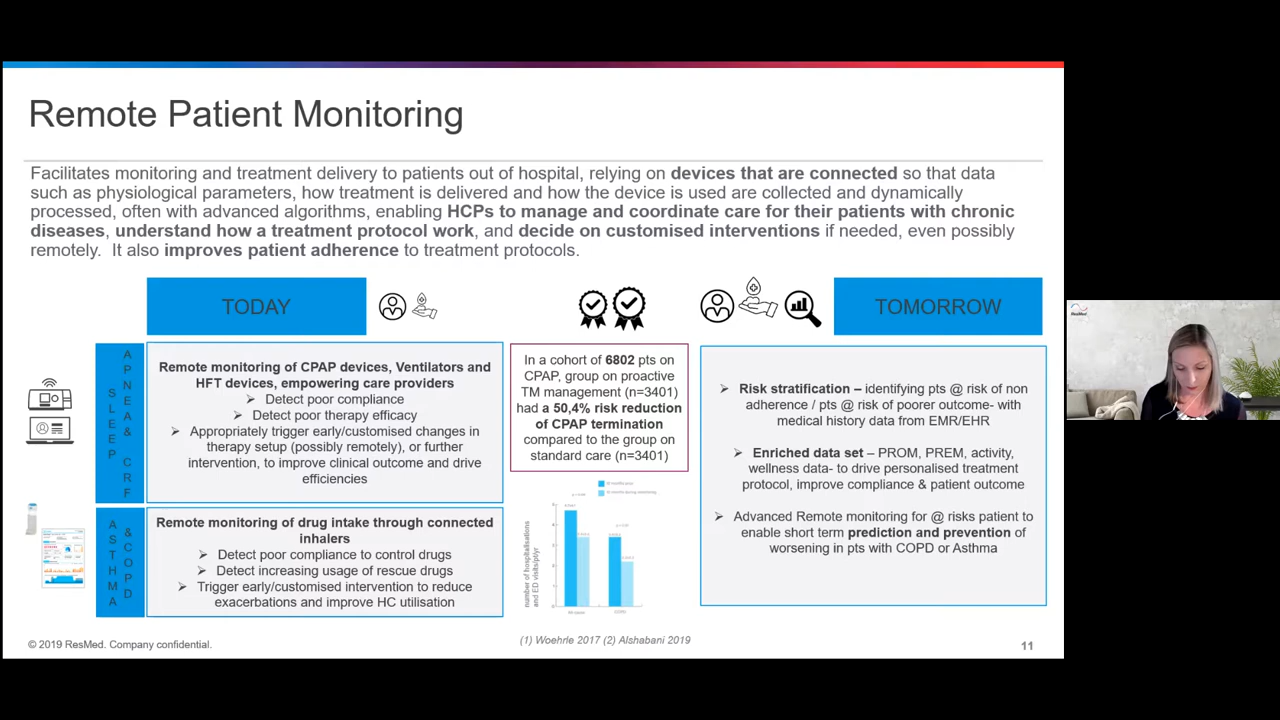 Remote Patient Monitoring
Facilitates monitoring and treatment delivery to patients out of hospital, relying on devices that are connected so that data
such as physiological parameters, how treatment is delivered and how the device is used are collected and dynamically
processed, often with advanced algorithms, enabling HCPs to manage and coordinate care for their patients with chronic
diseases, understand how a treatment protocol work, and decide on customised interventions if needed, even possibly
remotely. It also improves patient adherence to treatment protocols.
TODAY
TOMORROW
SLEEP
APNEA & CRF
Remote monitoring of CPAP devices, Ventilators and
HFT devices, empowering care providers
Detect poor compliance
Detect poor therapy efficacy
Appropriately trigger early/customised changes in
therapy setup (possibly remotely), or further
intervention, to improve clinical outcome and drive
efficiencies
ASTHMA
& COPD
Remote monitoring of drug intake through connected
inhalers
Detect poor compliance to control drugs
Detect increasing usage of rescue drugs
Trigger early/customised intervention to reduce
exacerbations and improve HC utilisation
In a cohort of 6802 pts on
CPAP, group on proactive
TM management (n=3401)
had a 50,4% risk reduction
of CPAP termination
compared to the group on
standard care (n=3401)
number of hospitalisations
and ED visits/pt/yr
COPD
Risk stratification – identifying pts @ risk of non
adherence / pts @ risk of poorer outcome- with
medical history data from EMR/EHR
Enriched data set – PROM, PREM, activity,
wellness data- to drive personalised treatment
protocol, improve compliance & patient outcome
Advanced Remote monitoring for @ risks patient to
enable short term prediction and prevention of
worsening in pts with COPD or Asthma
© 2019 ResMed. Company confidential.
(1) Woehrle 2017 (2) Alshabani 2019
11
ResMed